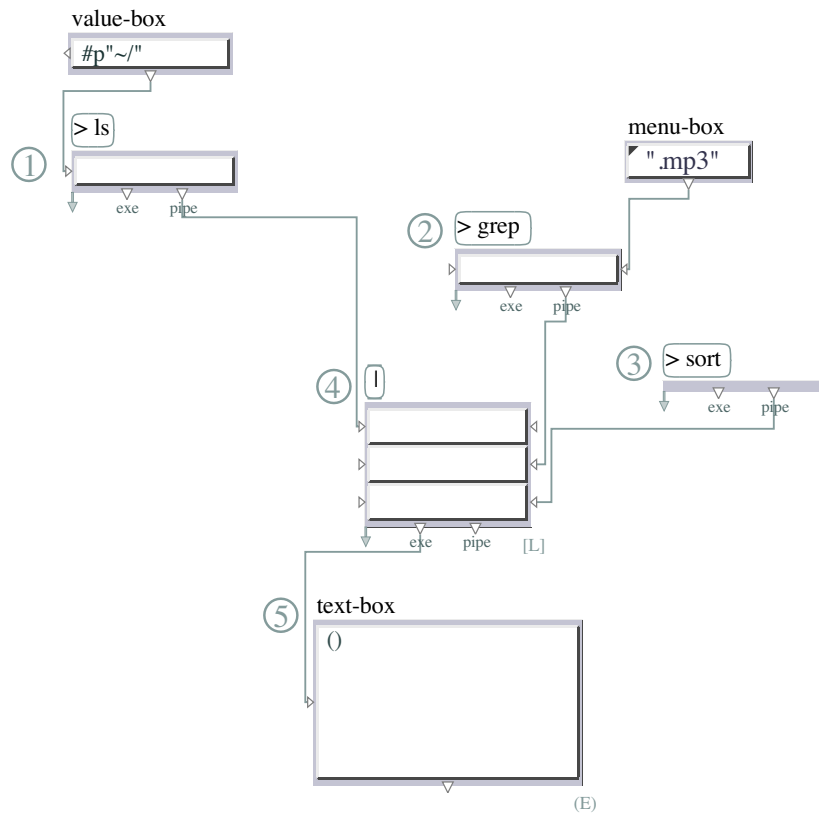 value-box
#p"~/"
> ls
1
exe
pipe
menu-box
".mp3"
2
> grep
exe
pipe
3
> sort
exe
pipe
4
|
exe
pipe
[L]
5
text-box
()
(E)